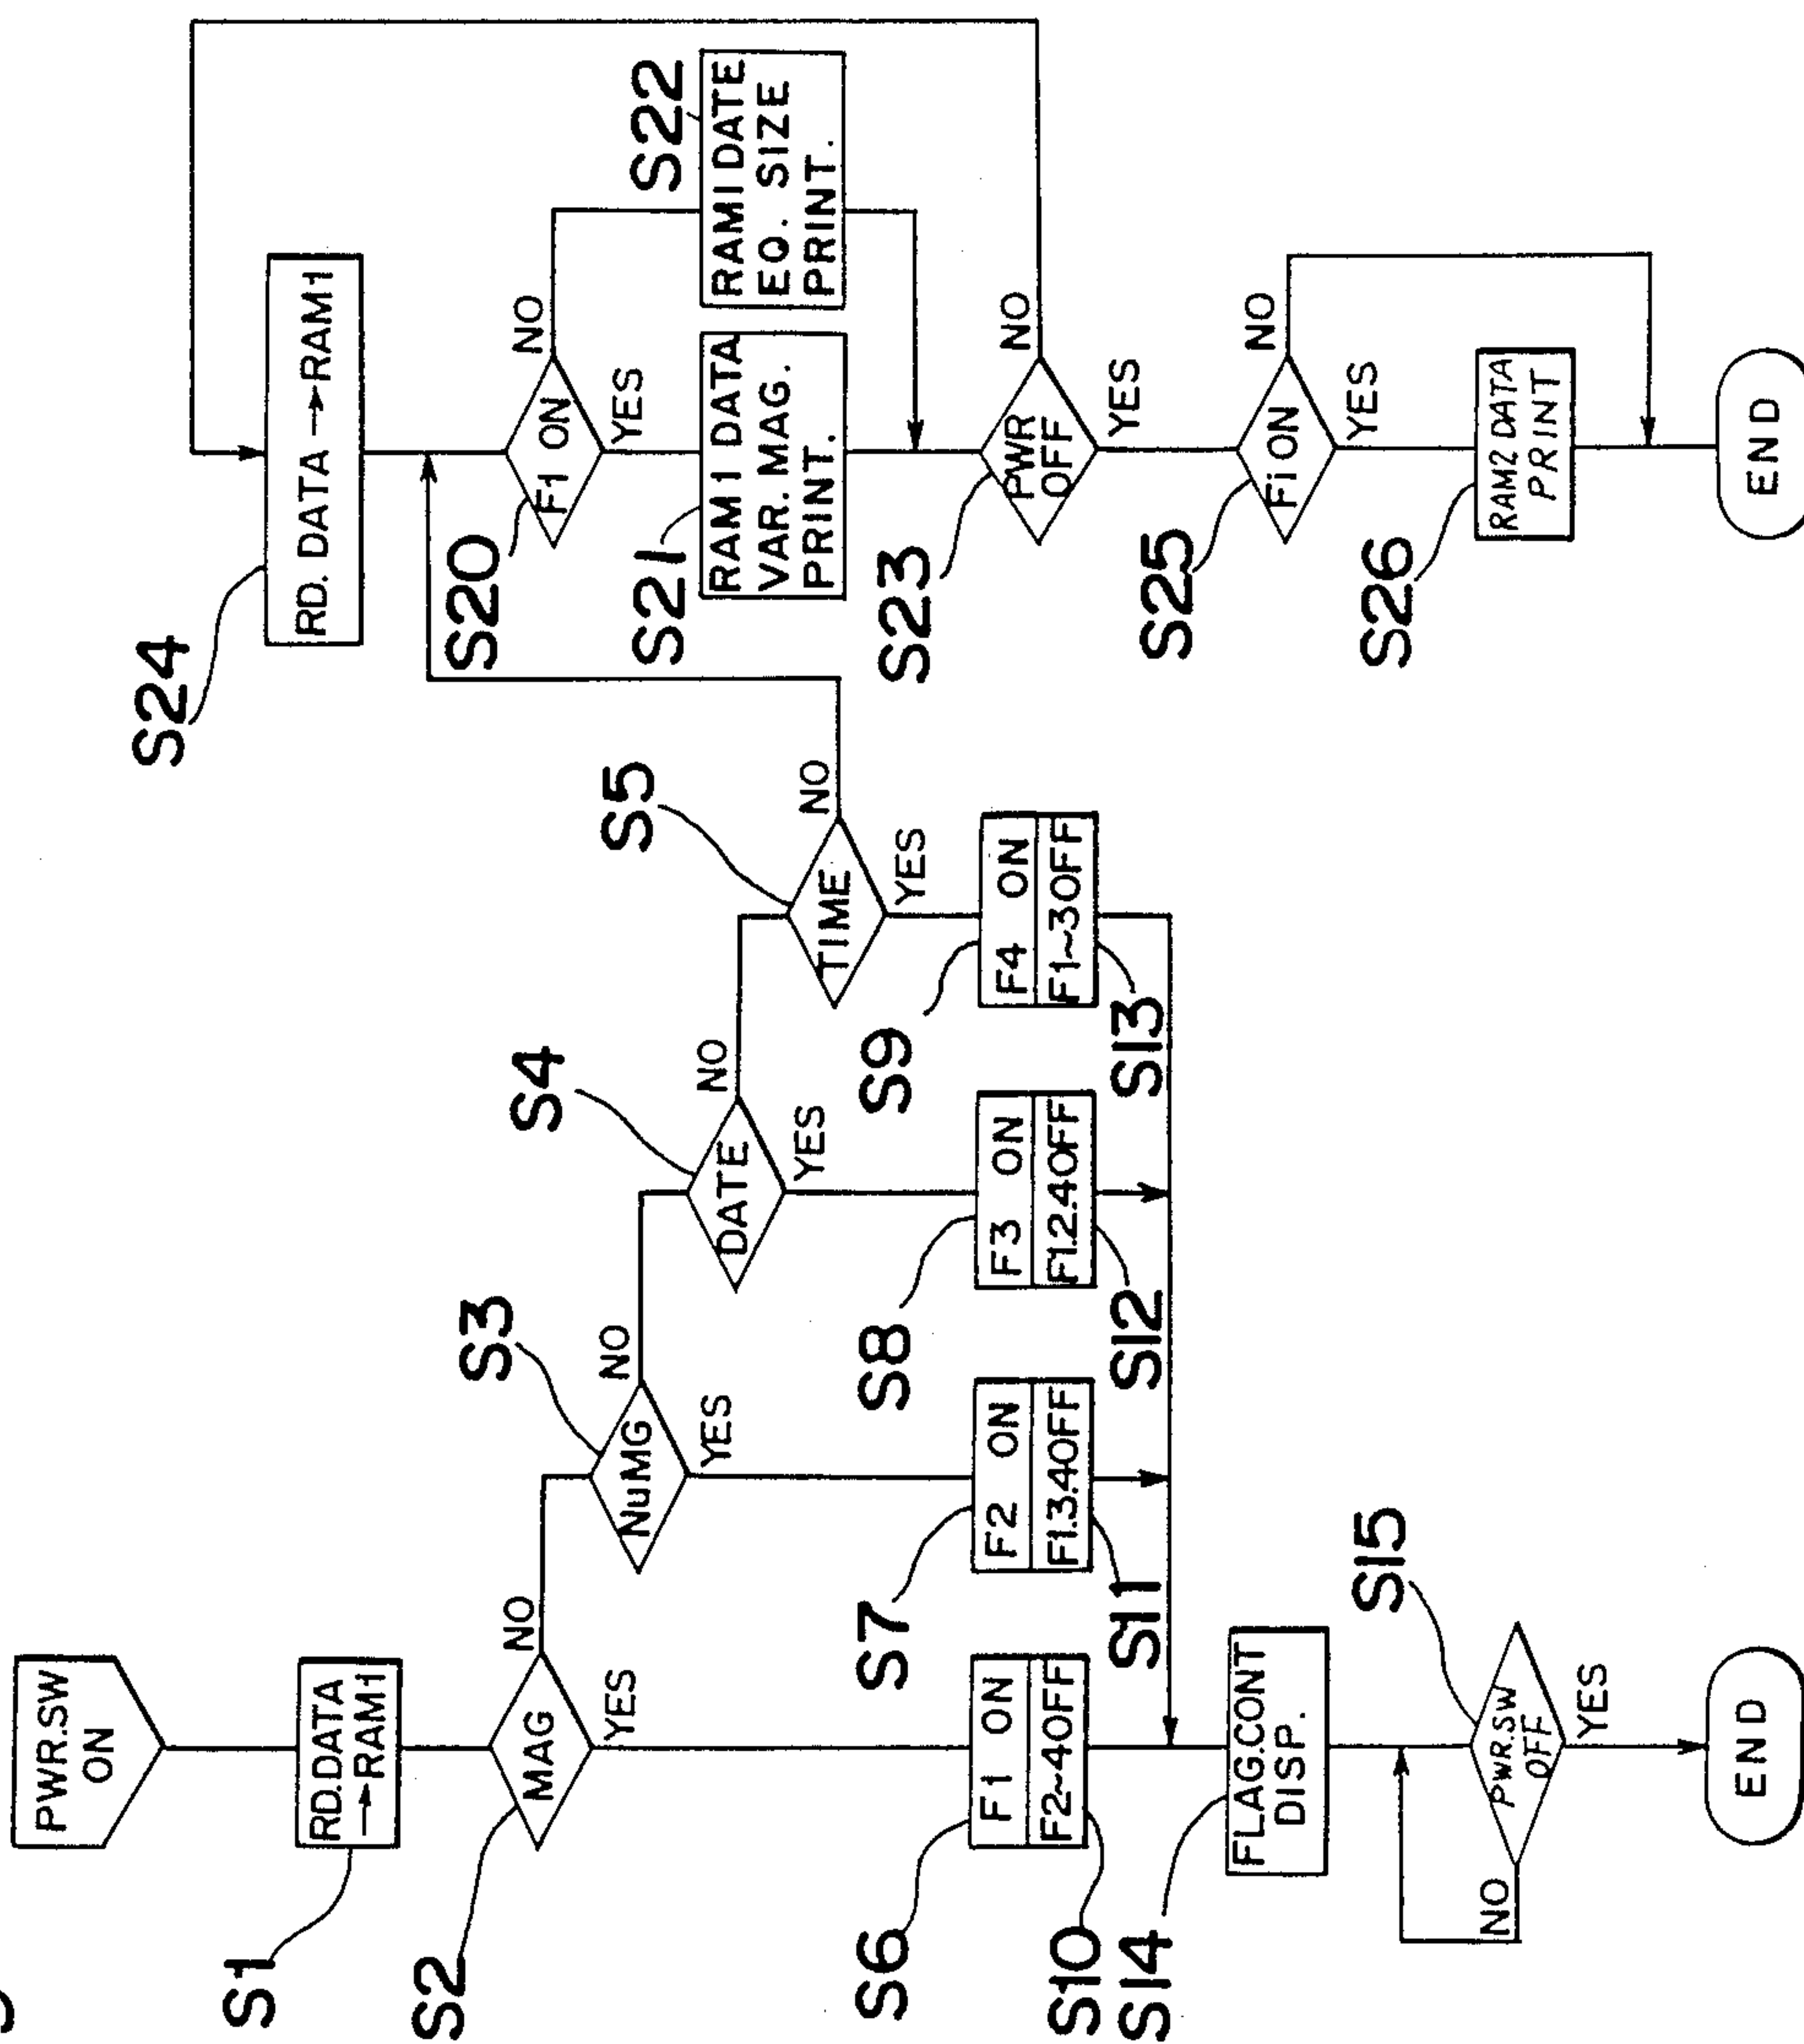 PWR.SW
ON
S1
RD.DATA
→RAM1
S2
MAG
NO
YES
S3
NuMG
NO
YES
S4
DATE
NO
YES
S5
TIME
NO
YES
S6
F1 ON
S10
F2~4OFF
S7
F2 ON
S11
F1.3.4OFF
S8
F3 ON
S12
F1.2.4OFF
S9
F4 ON
S13
F1~3OFF
S14
FLAG.CONT
DISP.
S15
PWR.SW
OFF
NO
YES
END
S24
RD. DATA →RAM1
S20
F1 ON
NO
YES
S21
RAM1 DATA
VAR. MAG.
PRINT.
S22
RAM1 DATE
EQ. SIZE
PRINT.
S23
PWR
OFF
NO
YES
S25
Fi ON
NO
YES
S26
RAM2 DATA
PRINT
END